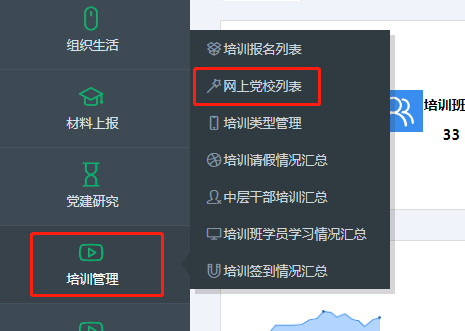 组织生活
材料上报
党建研究
培训管理
培训报名列表
网上党校列表
培训类型管理
培训请假情况汇总
中层干部培训汇总
培训班学员学习情况汇总
培训签到情况汇总
培训班
33